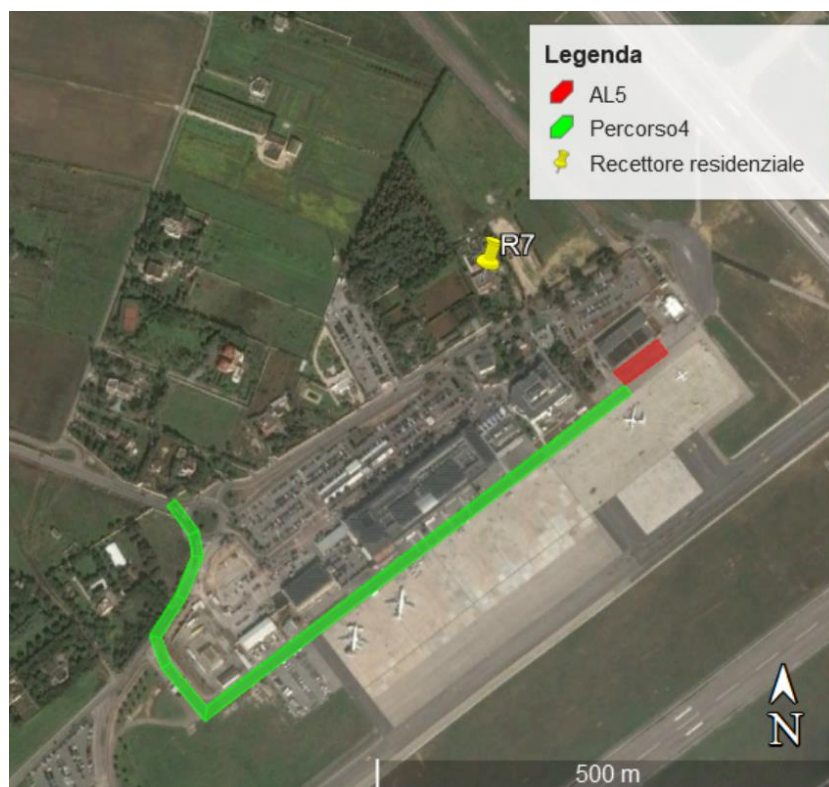 Legenda
AL5
Percorso4
Recettore residenziale
R7
N
500 m